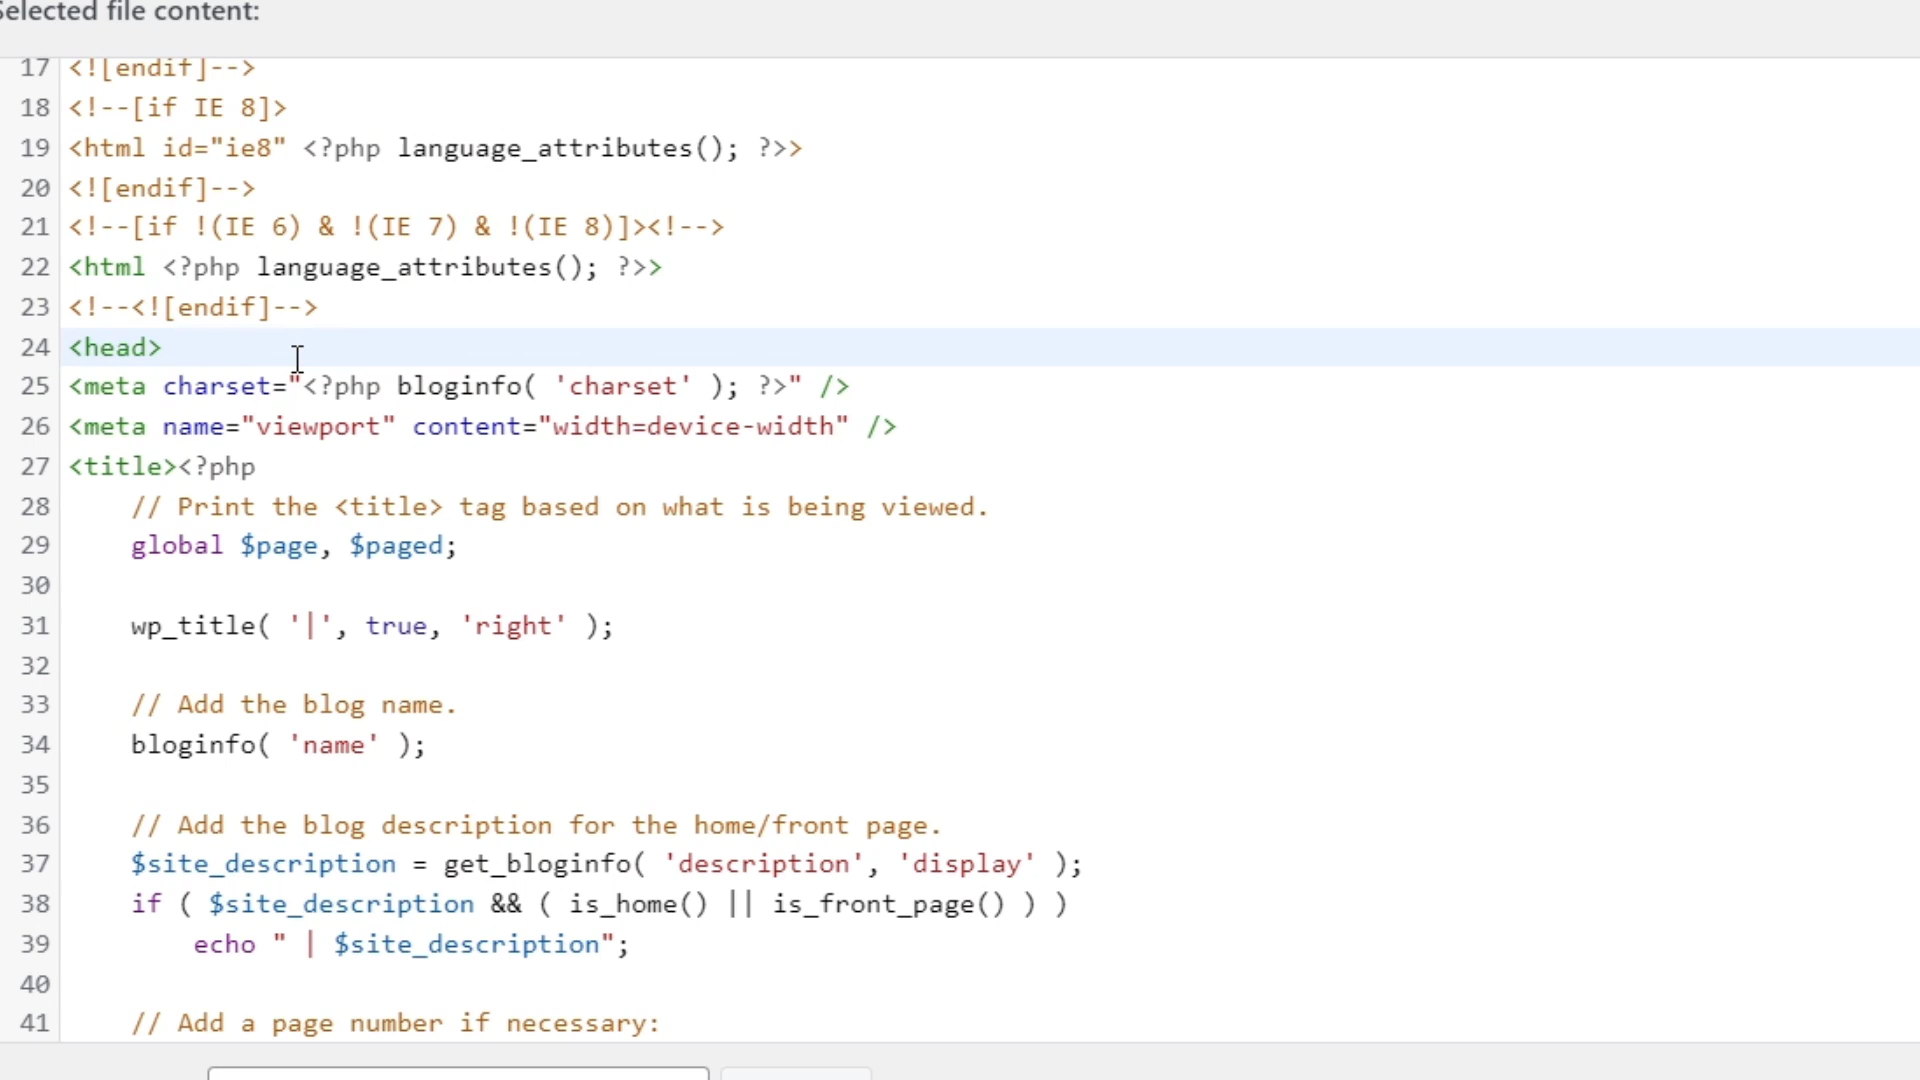 Selected file content:
17 <![endif]-->
18 <!--[if IE 8]>
19 <html id="ie8" <?php language_attributes(); ?>>
20 <![endif]-->
21 <!--[if !(IE 6) & !(IE 7) & !(IE 8)]><!-->
22 <html <?php language_attributes(); ?>>
23 <!--<![endif]-->
24 <head>
25 <meta charset="<?php bloginfo( 'charset' ); ?>" />
26 <meta name="viewport" content="width=device-width" />
27 <title><?php
28     // Print the <title> tag based on what is being viewed.
29     global $page, $paged;
30
31     wp_title( '|', true, 'right' );
32
33     // Add the blog name.
34     bloginfo( 'name' );
35
36     // Add the blog description for the home/front page.
37     $site_description = get_bloginfo( 'description', 'display' );
38     if ( $site_description && ( is_home() || is_front_page() ) )
39         echo " | $site_description";
40
41     // Add a page number if necessary: